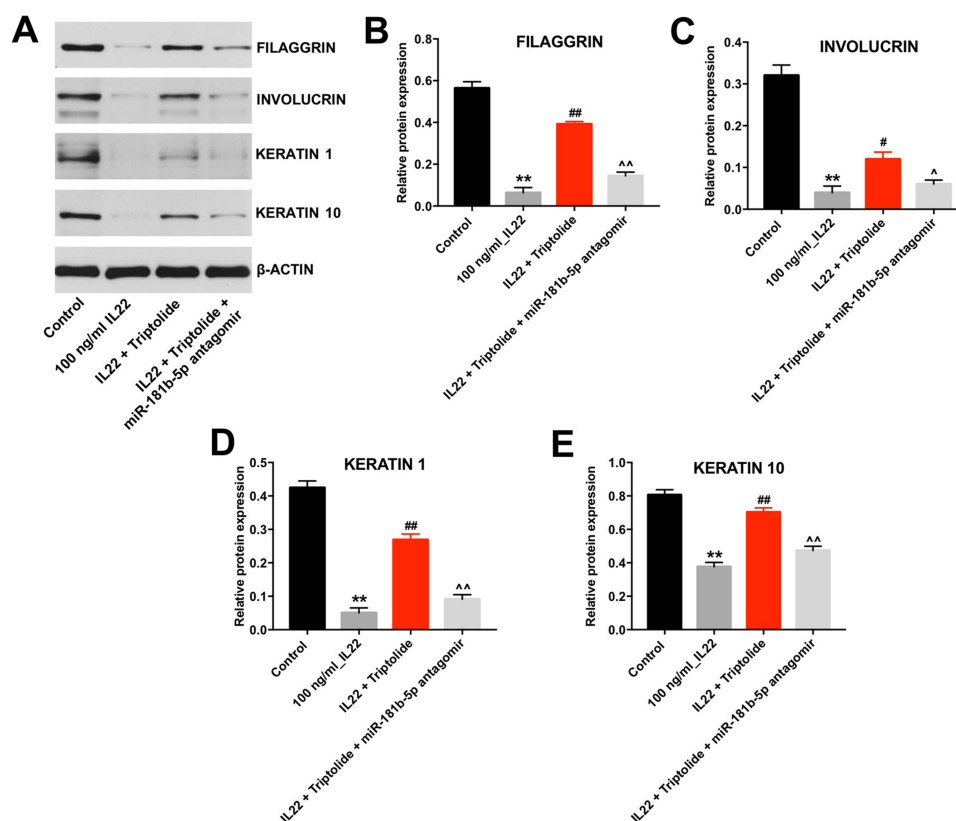 A
FILAGGRIN
INVOLUCRIN
KERATIN 1
KERATIN 10
β-ACTIN
Control
100 ng/ml IL22
IL22 + Triptolide
IL22 + Triptolide +
miR-181b-5p antagomir
B
FILAGGRIN
Relative protein expression
0.6
0.4
0.2
0.0
**
##
^^
Control
100 ng/ml_IL22
IL22 + Triptolide
IL22 + Triptolide + miR-181b-5p antagomir
C
INVOLUCRIN
Relative protein expression
0.3
0.2
0.1
0.0
**
#
^
Control
100 ng/ml_IL22
IL22 + Triptolide
IL22 + Triptolide + miR-181b-5p antagomir
D
KERATIN 1
Relative protein expression
0.5
0.4
0.3
0.2
0.1
0.0
**
##
^^
Control
100 ng/ml_IL22
IL22 + Triptolide
IL22 + Triptolide + miR-181b-5p antagomir
E
KERATIN 10
Relative protein expression
1.0
0.8
0.6
0.4
0.2
0.0
**
##
^^
Control
100 ng/ml_IL22
IL22 + Triptolide
IL22 + Triptolide + miR-181b-5p antagomir